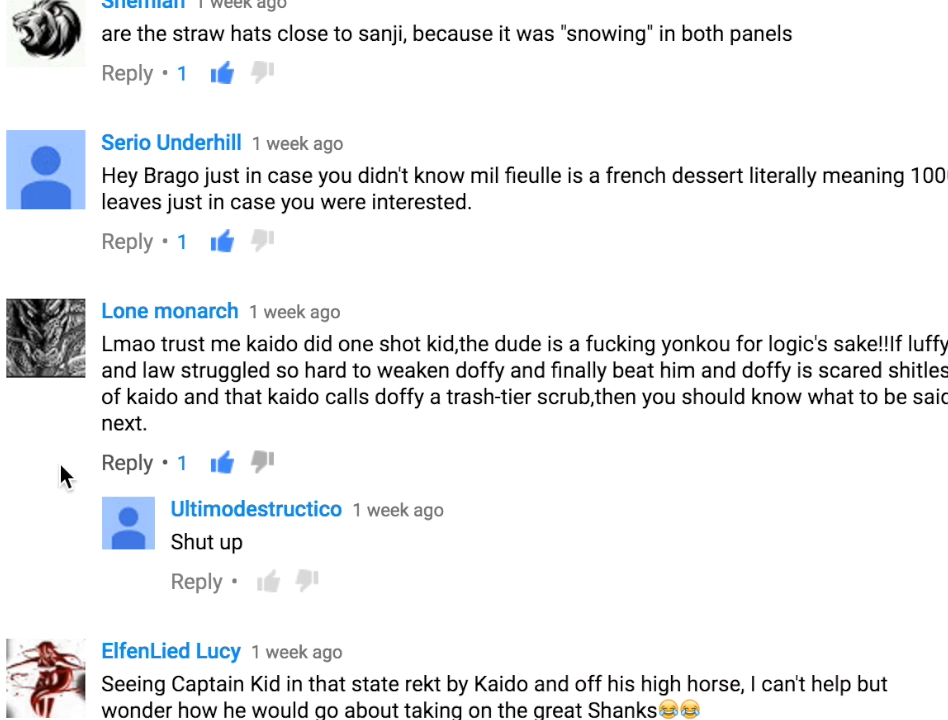 Shemlan 1 week ago
are the straw hats close to sanji, because it was "snowing" in both panels
Reply • 1
Serio Underhill 1 week ago
Hey Brago just in case you didn't know mil fieulle is a french dessert literally meaning 100
leaves just in case you were interested.
Reply • 1
Lone monarch 1 week ago
Lmao trust me kaido did one shot kid,the dude is a fucking yonkou for logic's sake!!If luffy
and law struggled so hard to weaken doffy and finally beat him and doffy is scared shitles
of kaido and that kaido calls doffy a trash-tier scrub,then you should know what to be said
next.
Reply • 1
Ultimodestructico 1 week ago
Shut up
Reply •
ElfenLied Lucy 1 week ago
Seeing Captain Kid in that state rekt by Kaido and off his high horse, I can't help but
wonder how he would go about taking on the great Shanks😂😂